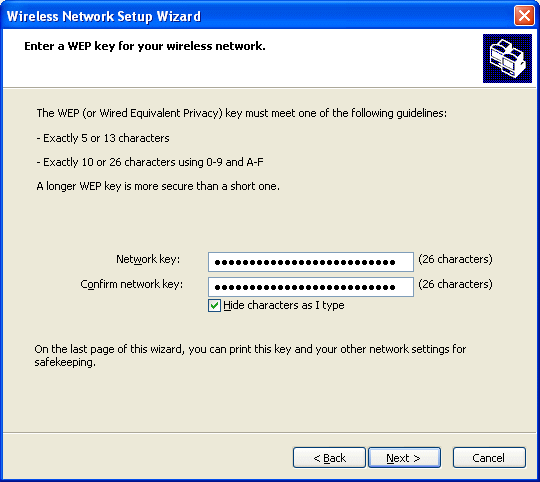 Wireless Network Setup Wizard
Enter a WEP key for your wireless network.
The WEP (or Wired Equivalent Privacy) key must meet one of the following guidelines:
- Exactly 5 or 13 characters
- Exactly 10 or 26 characters using 0-9 and A-F
A longer WEP key is more secure than a short one.
Network key: ●●●●●●●●●●●●●●●●●●●●●●●●●● (26 characters)
Confirm network key: ●●●●●●●●●●●●●●●●●●●●●●●●●● (26 characters)
Hide characters as I type
On the last page of this wizard, you can print this key and your other network settings for
safekeeping.
< Back Next > Cancel